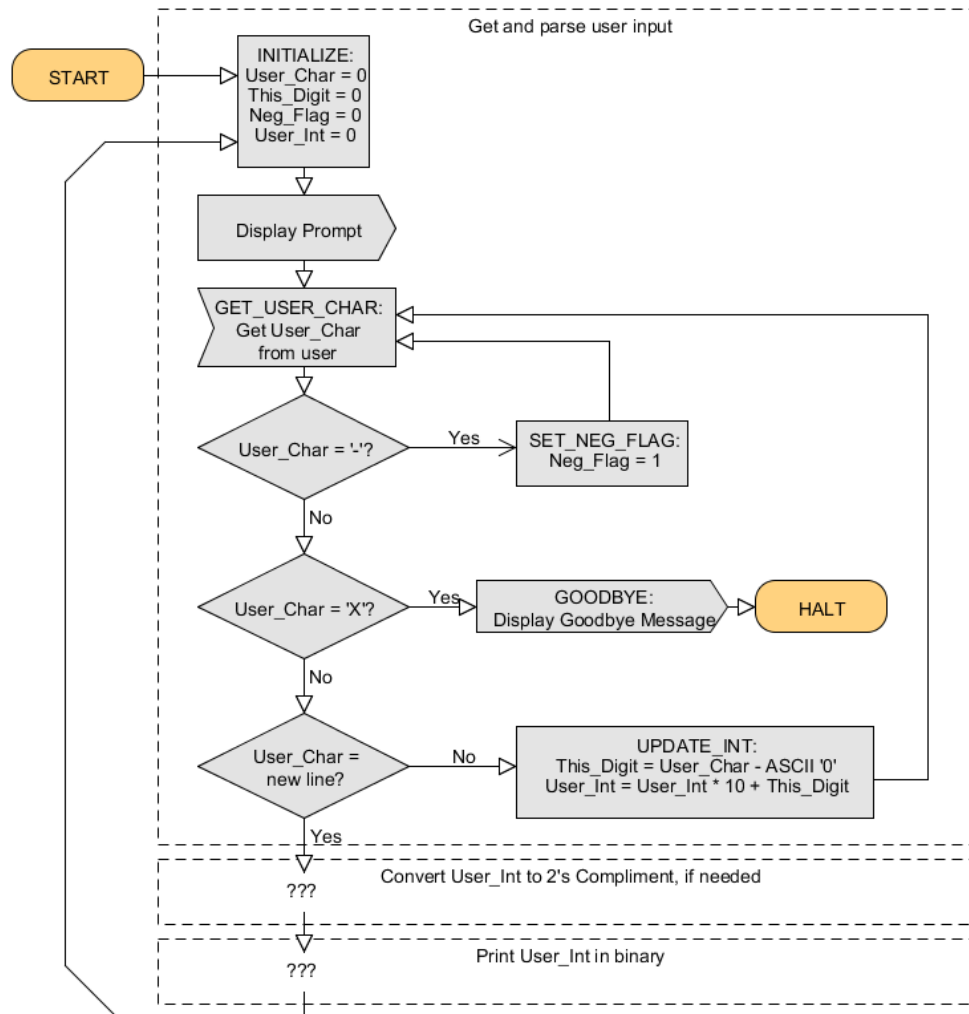 Get and parse user input
START
INITIALIZE:
User_Char = 0
This_Digit = 0
Neg_Flag = 0
User_Int = 0
Display Prompt
GET_USER_CHAR:
Get User_Char
from user
User_Char = '-'?
Yes
SET_NEG_FLAG:
Neg_Flag = 1
No
User_Char = 'X'?
Yes
GOODBYE:
Display Goodbye Message
HALT
No
User_Char =
new line?
No
UPDATE_INT:
This_Digit = User_Char - ASCII '0'
User_Int = User_Int * 10 + This_Digit
Yes
Convert User_Int to 2's Compliment, if needed
???
Print User_Int in binary
???